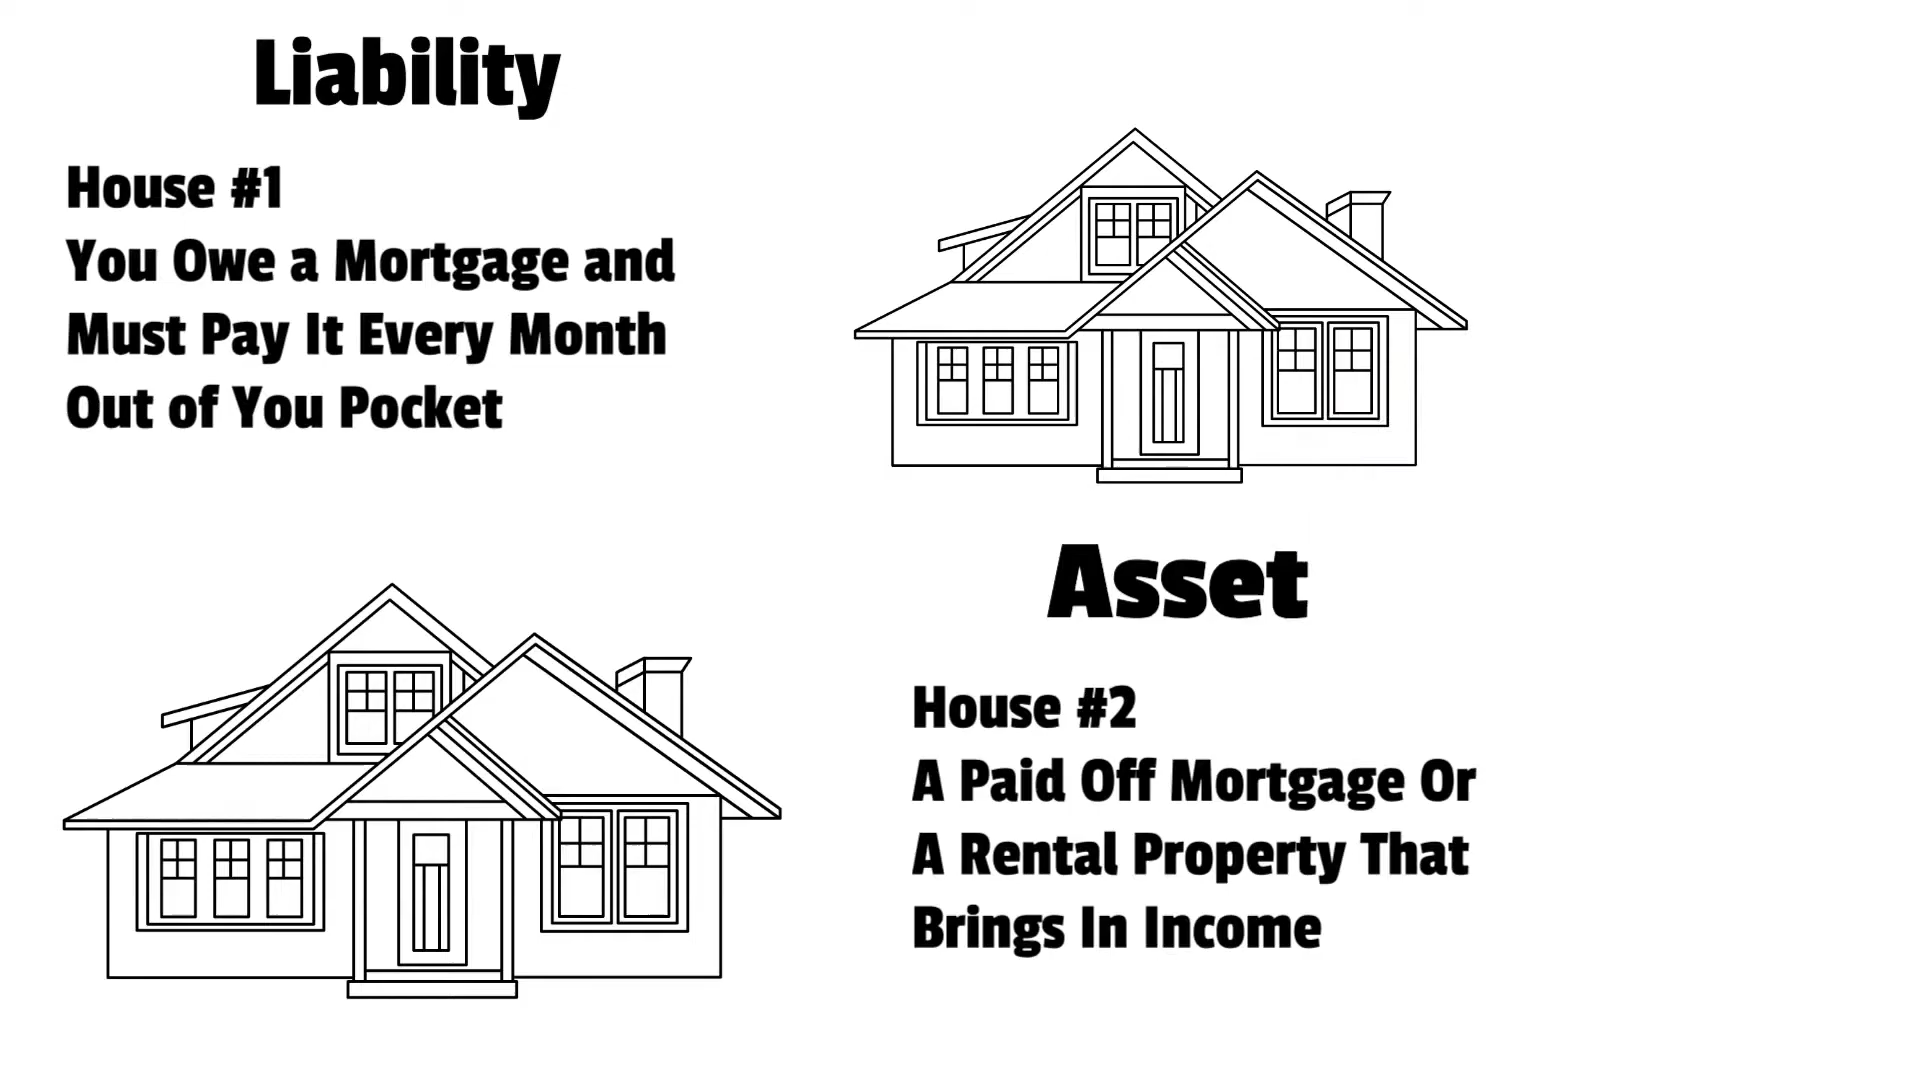 Liability
House #1
You Owe a Mortgage and
Must Pay It Every Month
Out of You Pocket
Asset
House #2
A Paid Off Mortgage Or
A Rental Property That
Brings In Income